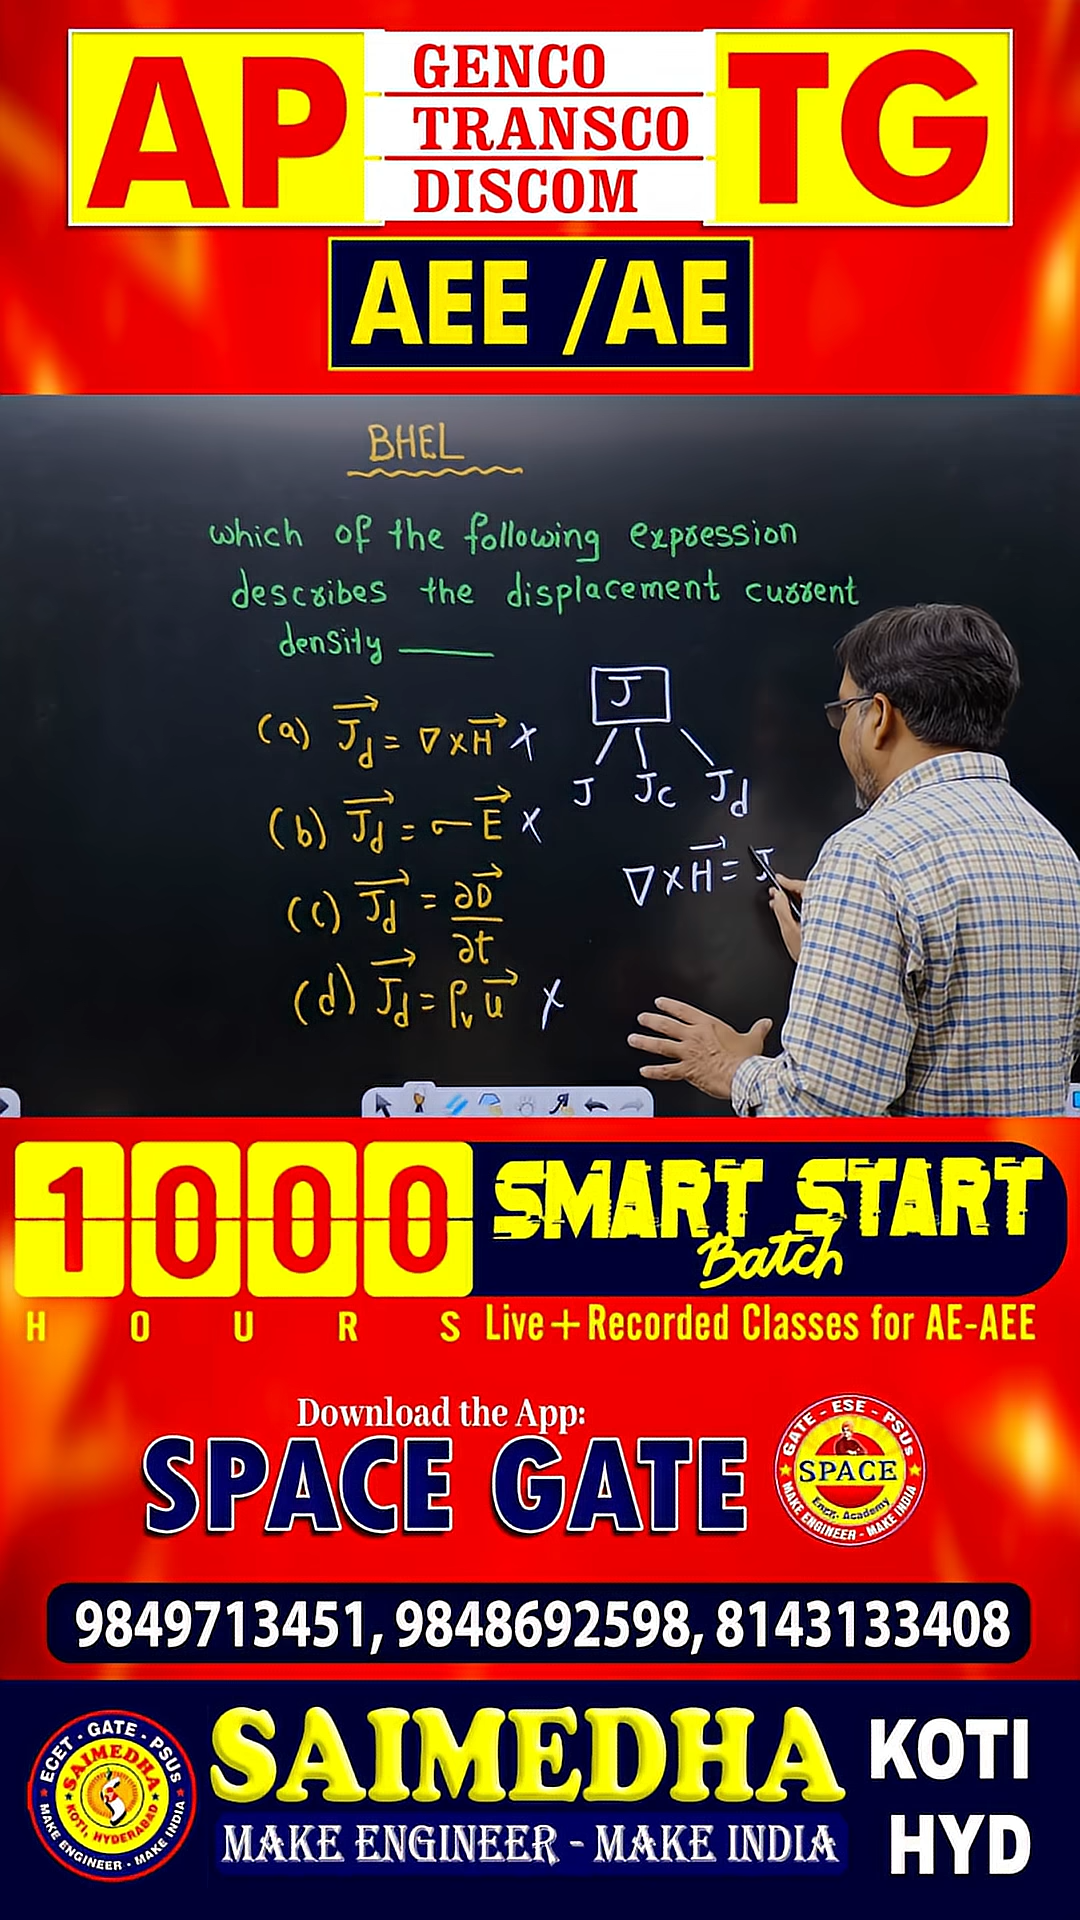 AP
GENCO
TRANSCO
DISCOM
TG
AEE /AE
BHEL
which of the following expression
describes the displacement current
density ____
(a) J⃗d = ∇ × H⃗ ×
(b) J⃗d = σ E⃗ ×
(c) J⃗d = ∂D⃗/∂t
(d) J⃗d = ρv u⃗ ×
J
J Jc Jd
∇ × H⃗ = J
1000
HOURS
SMART START
Batch
Live + Recorded Classes for AE-AEE
Download the App:
SPACE GATE
GATE - ESE - PSUs
SPACE
Engg. Academy
MAKE ENGINEER - MAKE INDIA
9849713451, 9848692598, 8143133408
ECET - GATE - PSUs
SAIMEDHA
KOTI, HYDERABAD
MAKE ENGINEER - MAKE INDIA
SAIMEDHA
MAKE ENGINEER - MAKE INDIA
KOTI
HYD